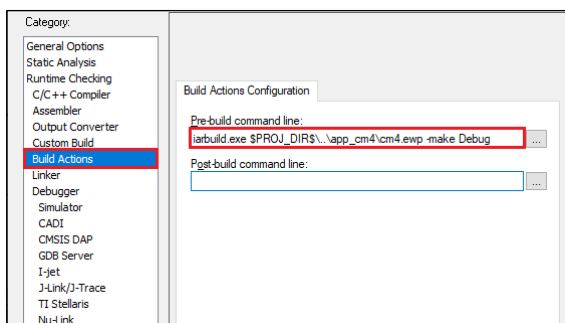 Category:
General Options
Static Analysis
Runtime Checking
C/C++ Compiler
Assembler
Output Converter
Custom Build
Build Actions
Linker
Debugger
Simulator
CADI
CMSIS DAP
GDB Server
I-jet
J-Link/J-Trace
TI Stellaris
Nu-Link
Build Actions Configuration
Pre-build command line:
iarbuild.exe $PROJ_DIR$\..\app_cm4\cm4.ewp -make Debug
...
Post-build command line:
...